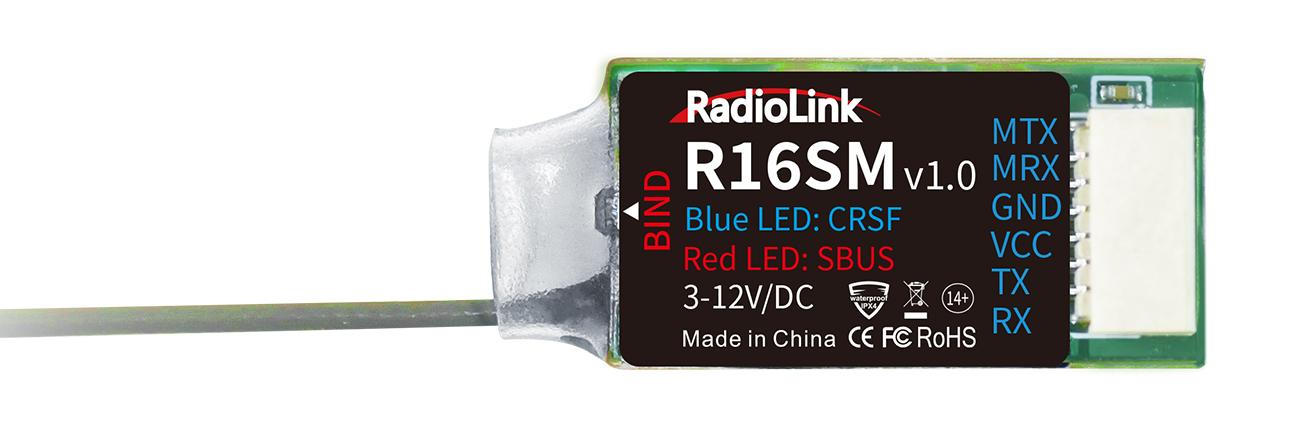 RadioLink
R16SM v1.0
BIND
Blue LED: CRSF
Red LED: SBUS
3-12V/DC
waterproof
IPX4
14+
Made in China CE FC RoHS
MTX
MRX
GND
VCC
TX
RX